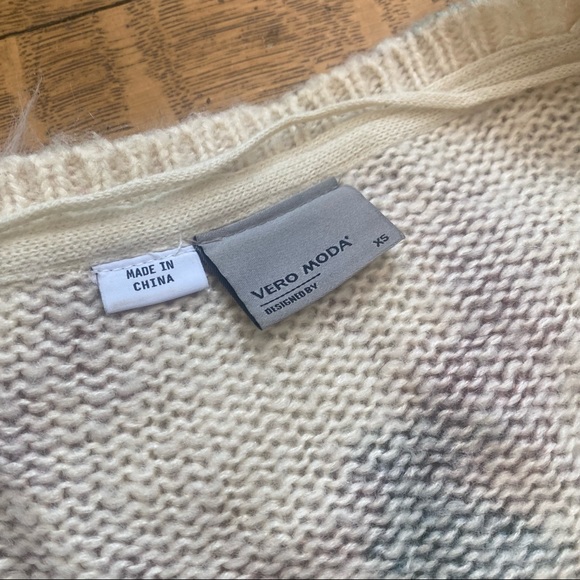 MADE IN
CHINA
VERO MODA®
DESIGNED BY
XS